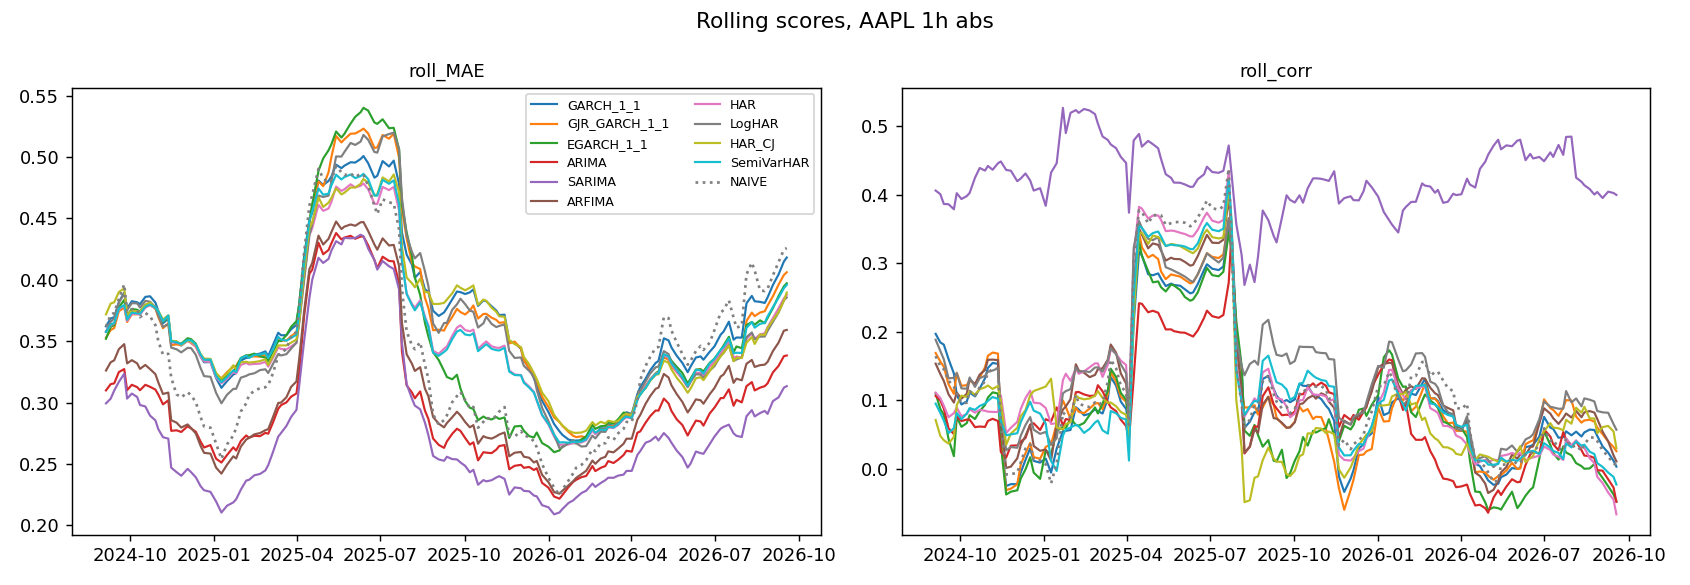 Rolling scores, AAPL 1h abs
roll_MAE
0.55
0.50
0.45
0.40
0.35
0.30
0.25
0.20
GARCH_1_1
GJR_GARCH_1_1
EGARCH_1_1
ARIMA
SARIMA
ARFIMA
HAR
LogHAR
HAR_CJ
SemiVarHAR
NAIVE
2024-10 2025-01 2025-04 2025-07 2025-10 2026-01 2026-04 2026-07 2026-10
roll_corr
0.5
0.4
0.3
0.2
0.1
0.0
2024-10 2025-01 2025-04 2025-07 2025-10 2026-01 2026-04 2026-07 2026-10